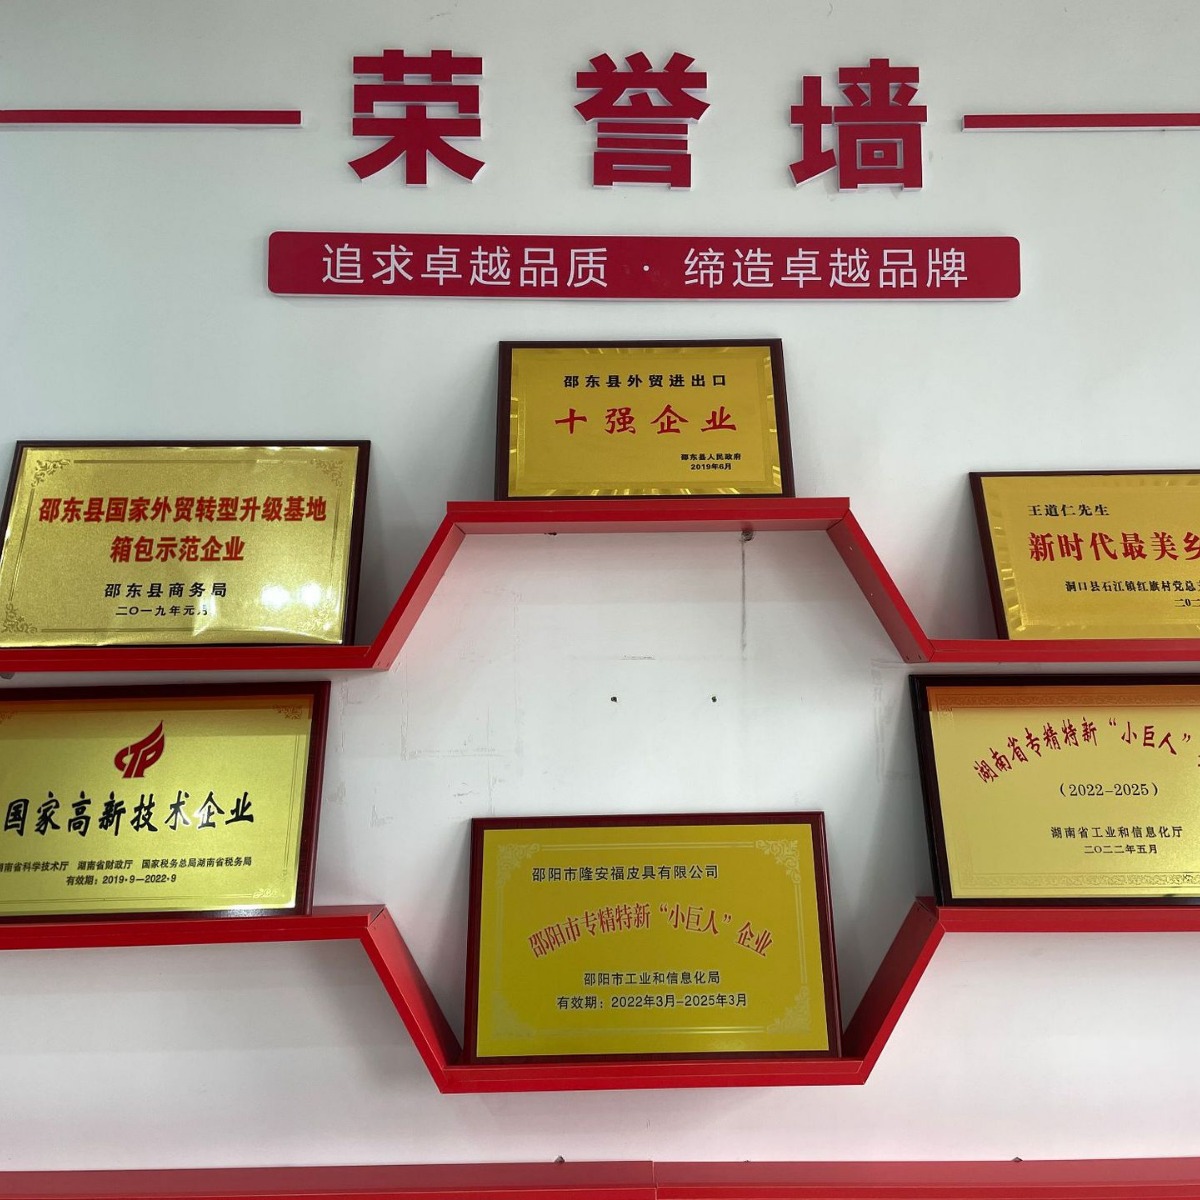 荣誉墙
追求卓越品质 · 缔造卓越品牌
邵东县外贸进出口
十强企业
邵东县人民政府
2019年6月
邵东县国家外贸转型升级基地
箱包示范企业
邵东县商务局
二〇一九年元月
王道仁先生
新时代最美乡
洞口县石江镇红旗村党总
二〇二
国家高新技术企业
湖南省科学技术厅 湖南省财政厅 国家税务总局湖南省税务局
有效期：2019·9—2022·9
邵阳市隆安福皮具有限公司
邵阳市专精特新“小巨人”企业
邵阳市工业和信息化局
有效期：2022年3月-2025年3月
湖南省专精特新“小巨人”
（2022-2025）
湖南省工业和信息化厅
二〇二二年五月